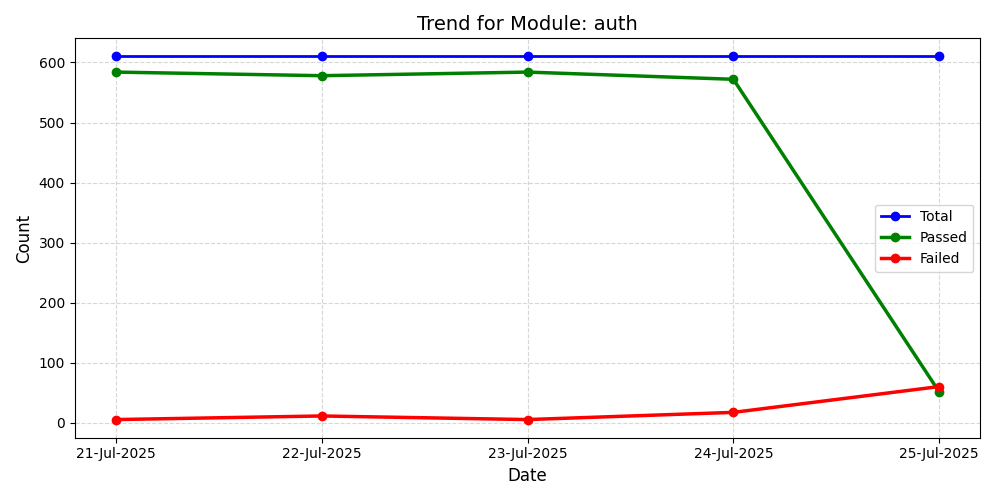 Trend for Module: auth
Count
600
500
400
300
200
100
0
Total
Passed
Failed
21-Jul-2025
22-Jul-2025
23-Jul-2025
24-Jul-2025
25-Jul-2025
Date